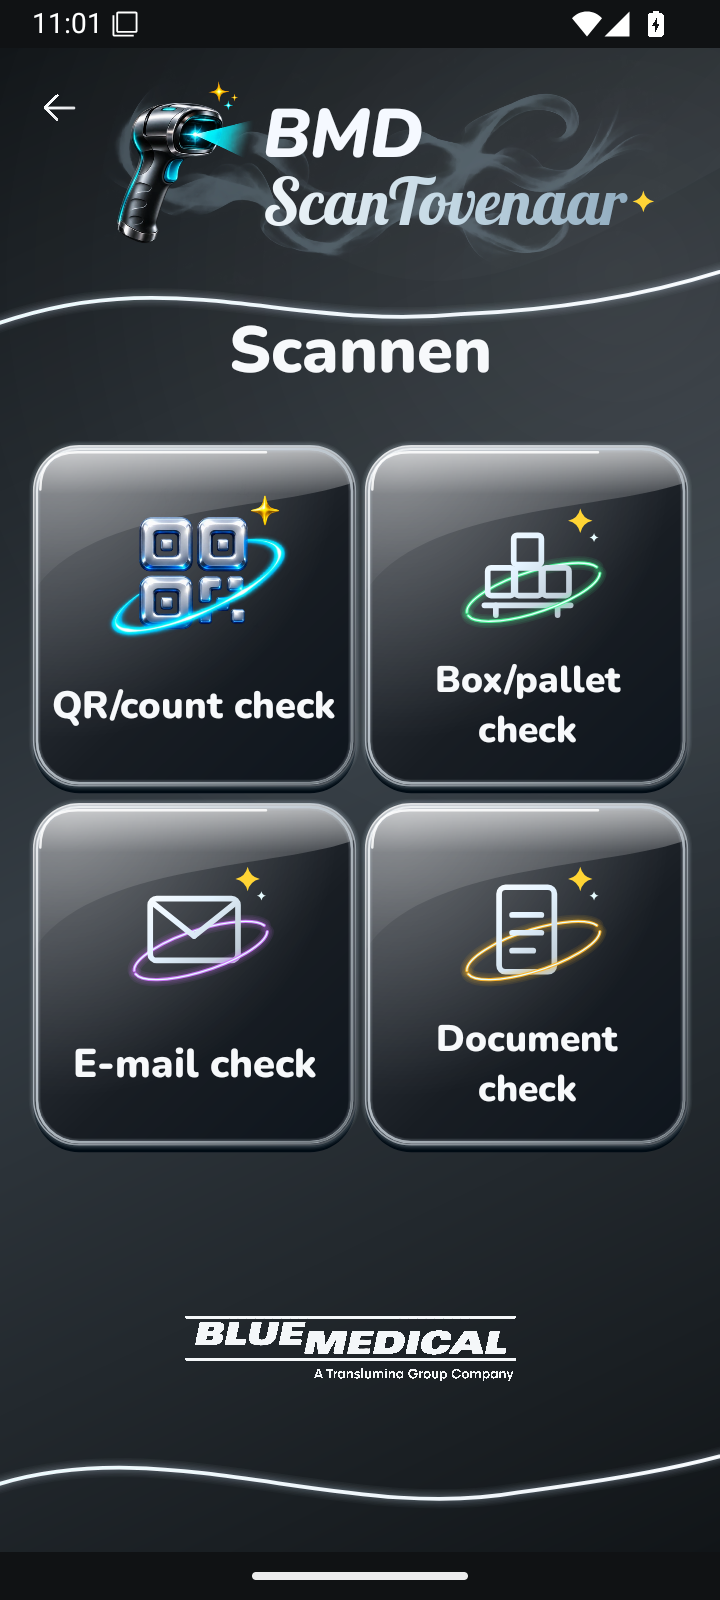 11:01
BMD
ScanTovenaar
Scannen
QR/count check
Box/pallet
check
E-mail check
Document
check
BLUEMEDICAL
A Translumina Group Company